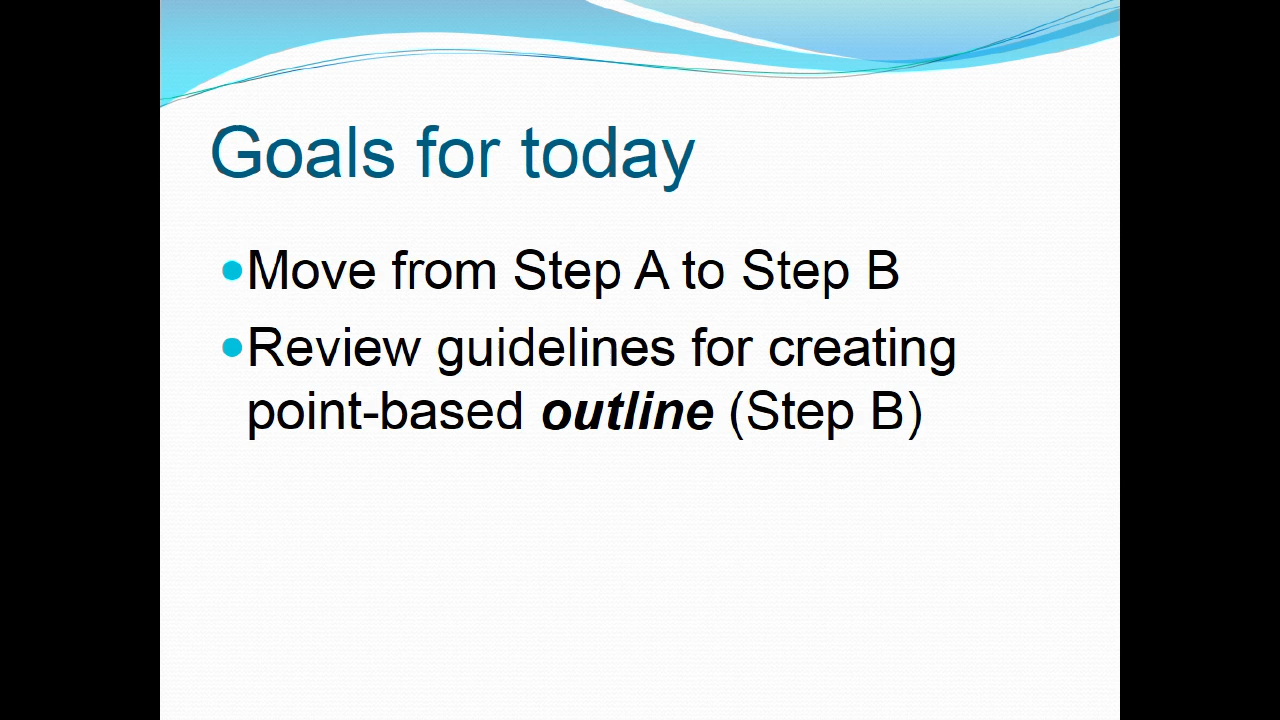 Goals for today
•Move from Step A to Step B
•Review guidelines for creating
point-based outline (Step B)